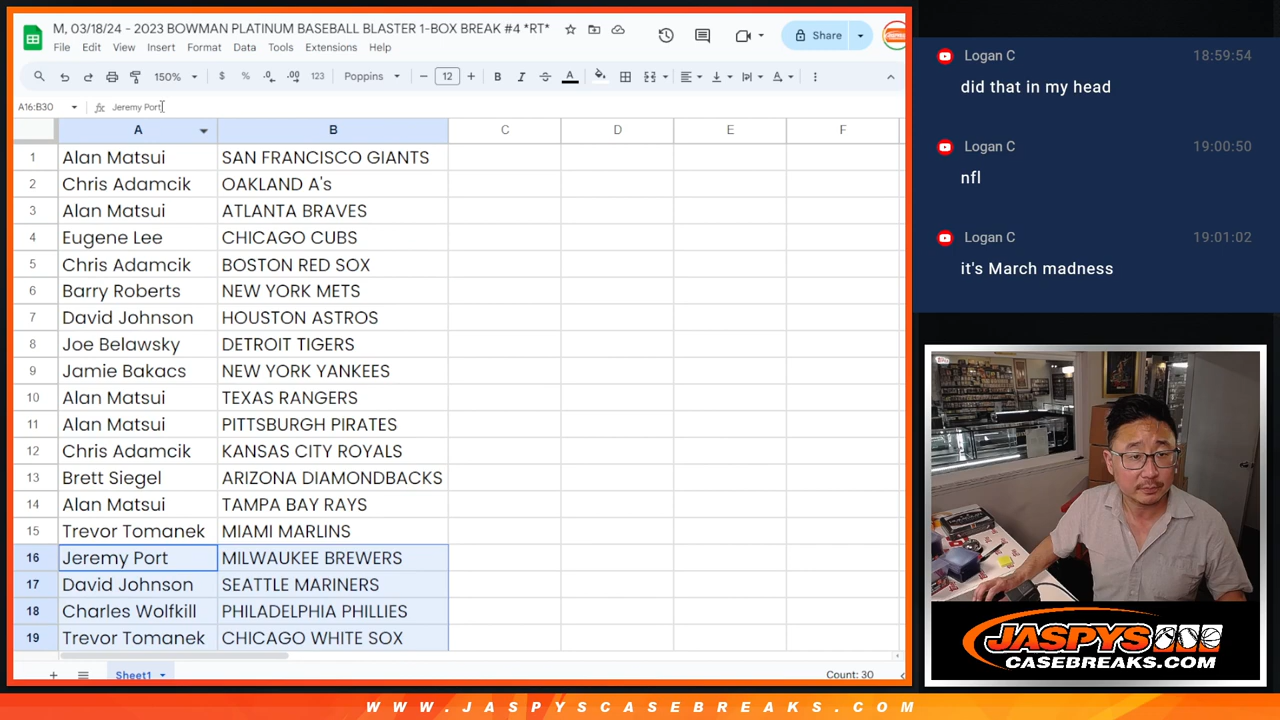 M, 03/18/24 - 2023 BOWMAN PLATINUM BASEBALL BLASTER 1-BOX BREAK #4 *RT*
File Edit View Insert Format Data Tools Extensions Help
Share
150% $ % .0 .00 123 Poppins 12 B I A
A16:B30 fx Jeremy Port
A B C D E F
1 Alan Matsui SAN FRANCISCO GIANTS
2 Chris Adamcik OAKLAND A's
3 Alan Matsui ATLANTA BRAVES
4 Eugene Lee CHICAGO CUBS
5 Chris Adamcik BOSTON RED SOX
6 Barry Roberts NEW YORK METS
7 David Johnson HOUSTON ASTROS
8 Joe Belawsky DETROIT TIGERS
9 Jamie Bakacs NEW YORK YANKEES
10 Alan Matsui TEXAS RANGERS
11 Alan Matsui PITTSBURGH PIRATES
12 Chris Adamcik KANSAS CITY ROYALS
13 Brett Siegel ARIZONA DIAMONDBACKS
14 Alan Matsui TAMPA BAY RAYS
15 Trevor Tomanek MIAMI MARLINS
16 Jeremy Port MILWAUKEE BREWERS
17 David Johnson SEATTLE MARINERS
18 Charles Wolfkill PHILADELPHIA PHILLIES
19 Trevor Tomanek CHICAGO WHITE SOX
Sheet1 Count: 30
Logan C 18:59:54
did that in my head
Logan C 19:00:50
nfl
Logan C 19:01:02
it's March madness
JASPYS
CASEBREAKS.COM
WWW.JASPYSCASEBREAKS.COM